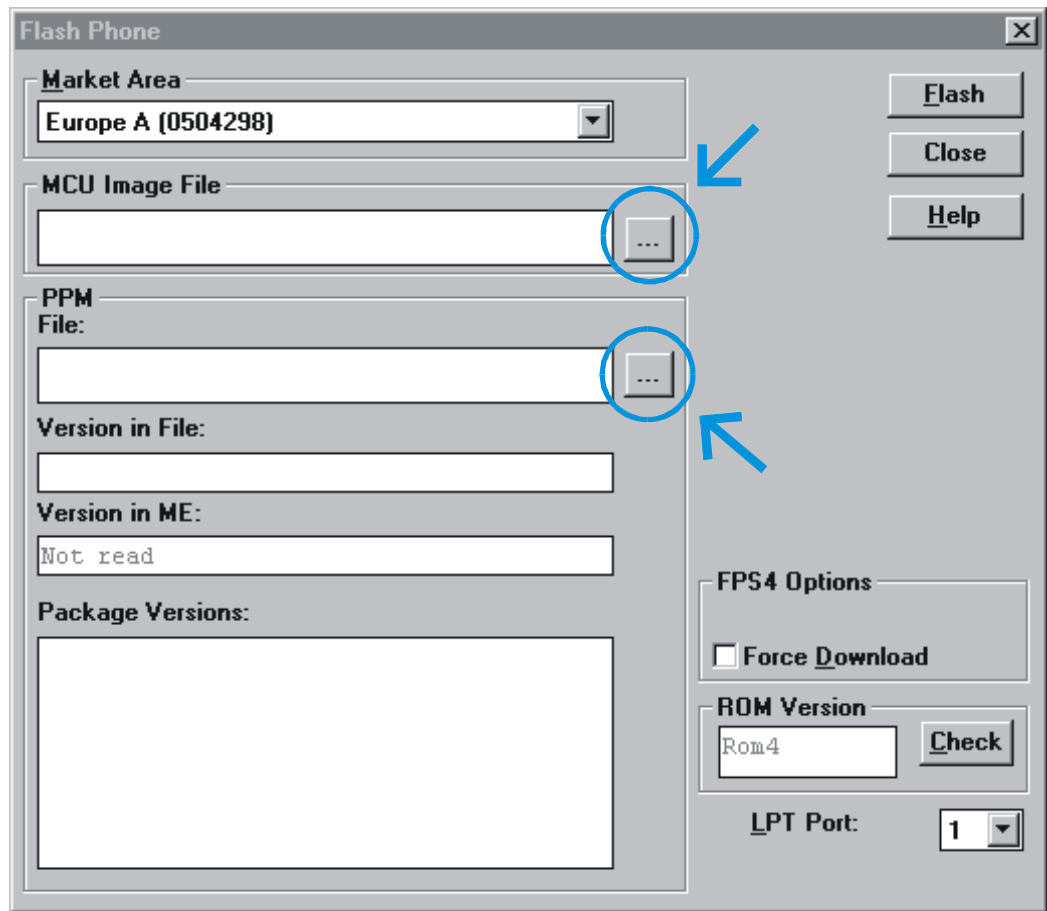 Flash Phone
Market Area
Europe A (0504298)
Flash
Close
MCU Image File
...
Help
PPM
File:
...
Version in File:
Version in ME:
Not read
Package Versions:
FPS4 Options
Force Download
ROM Version
Rom4
Check
LPT Port:
1